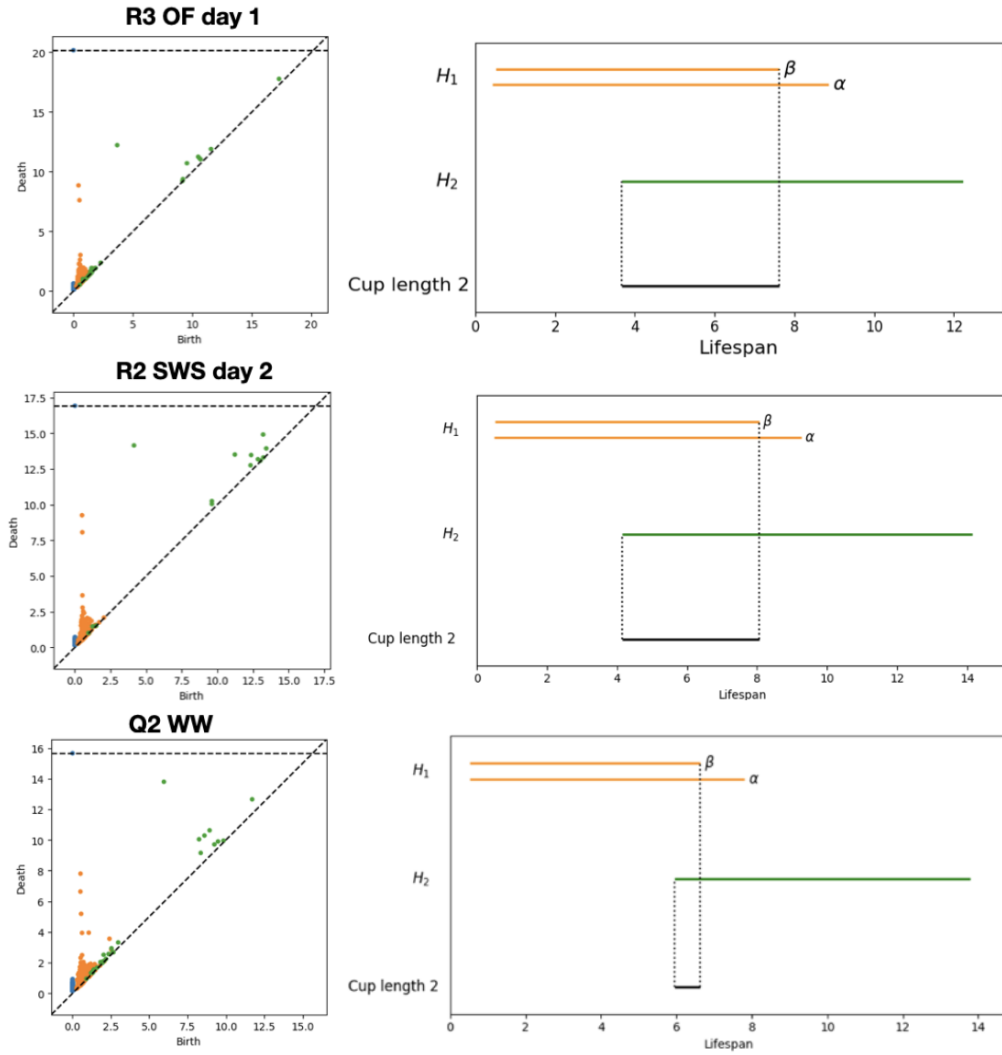 R3 OF day 1
20
15
10
5
0
Death
0 5 10 15 20
Birth
H1
β
α
H2
Cup length 2
0 2 4 6 8 10 12
Lifespan
R2 SWS day 2
17.5
15.0
12.5
10.0
7.5
5.0
2.5
0.0
Death
0.0 2.5 5.0 7.5 10.0 12.5 15.0 17.5
Birth
H1
β
α
H2
Cup length 2
0 2 4 6 8 10 12 14
Lifespan
Q2 WW
16
14
12
10
8
6
4
2
0
Death
0.0 2.5 5.0 7.5 10.0 12.5 15.0
Birth
H1
β
α
H2
Cup length 2
0 2 4 6 8 10 12 14
Lifespan